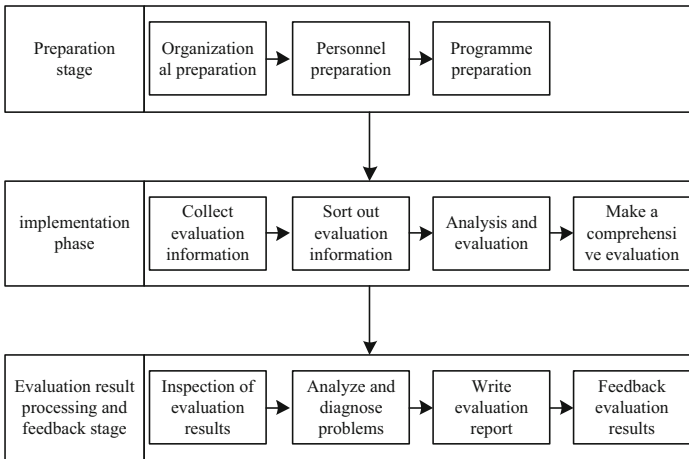 Preparation
stage
Organization
al preparation
Personnel
preparation
Programme
preparation
implementation
phase
Collect
evaluation
information
Sort out
evaluation
information
Analysis and
evaluation
Make a
comprehensi
ve evaluation
Evaluation result
processing and
feedback stage
Inspection of
evaluation
results
Analyze and
diagnose
problems
Write
evaluation
report
Feedback
evaluation
results